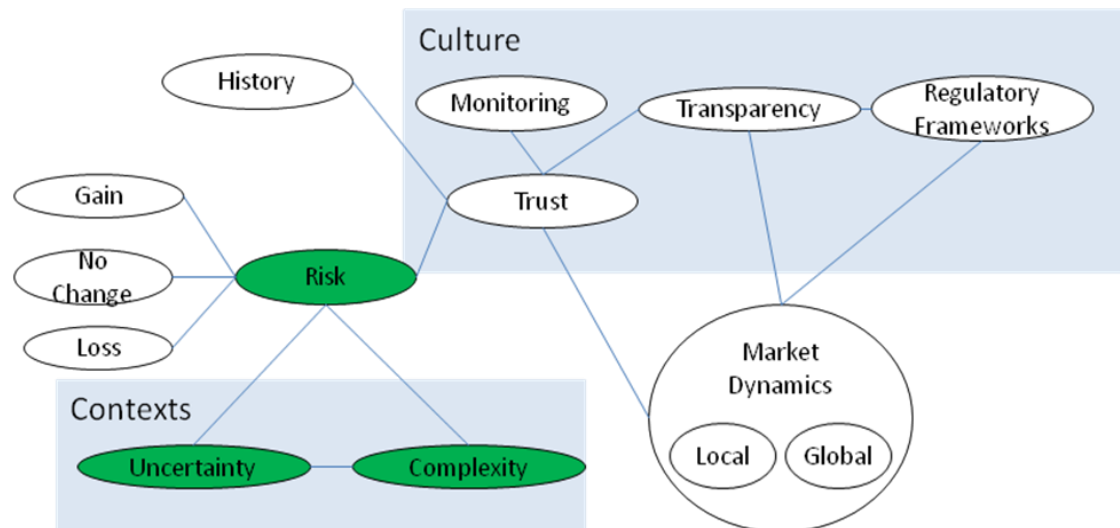 Culture
History
Monitoring
Transparency
Regulatory
Frameworks
Gain
Trust
No
Change
Risk
Loss
Market
Dynamics
Contexts
Local
Global
Uncertainty
Complexity